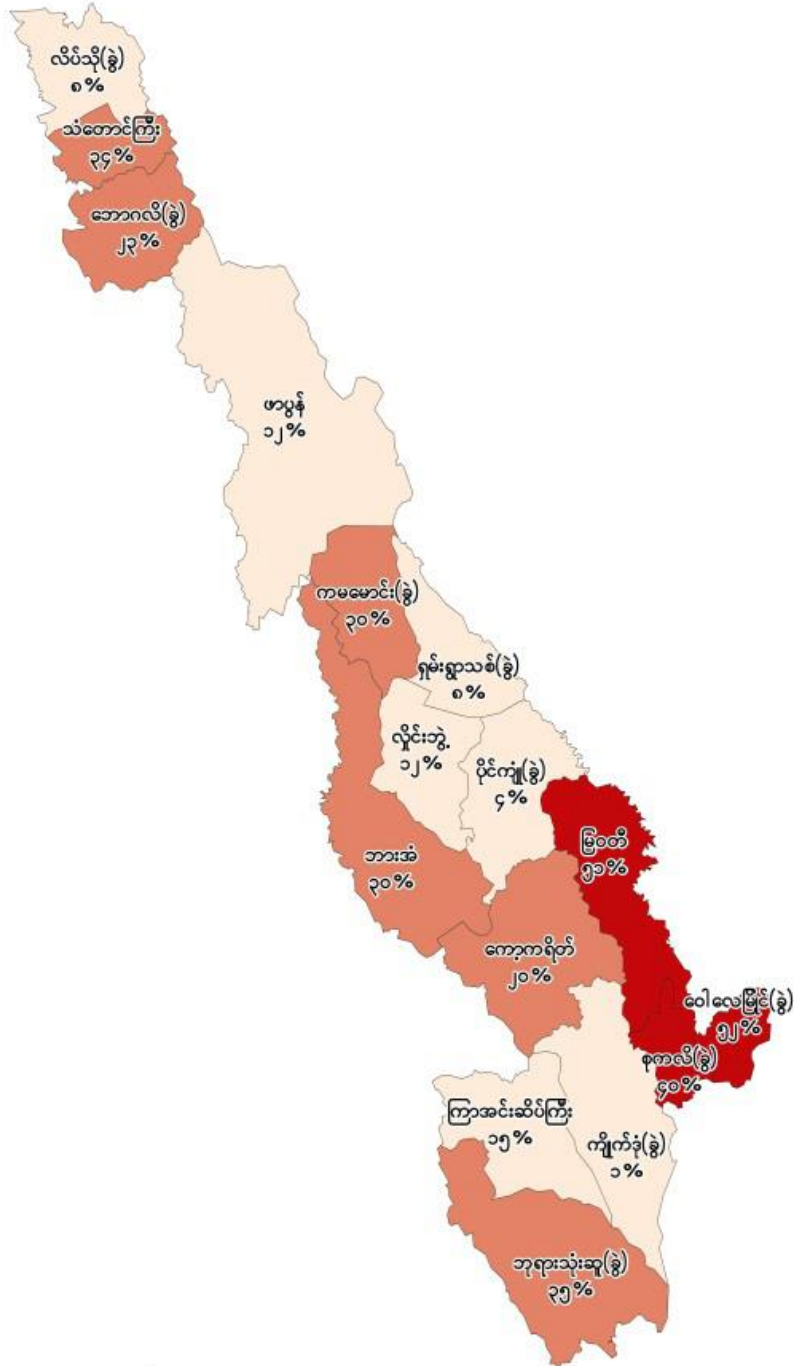 လိပ်သို(ခွဲ)
၈%
သံတောင်ကြီး
၃၄%
ဘောဂလိ(ခွဲ)
၂၃%
ဖာပွန်
၁၂%
ကမမောင်း(ခွဲ)
၃၀%
ရှမ်းရွာသစ်(ခွဲ)
၈%
လှိုင်းဘွဲ့
၁၂%
ပိုင်ကျုံ(ခွဲ)
၄%
မြဝတီ
၅၁%
ဘားအံ
၃၀%
ကော့ကရိတ်
၂၀%
ဝေါလေမြိုင်(ခွဲ)
၅၂%
စုကလိ(ခွဲ)
၄၀%
ကြာအင်းဆိပ်ကြီး
၁၅%
ကျိုက်ဒုံ(ခွဲ)
၁%
ဘုရားသုံးဆူ(ခွဲ)
၃၅%